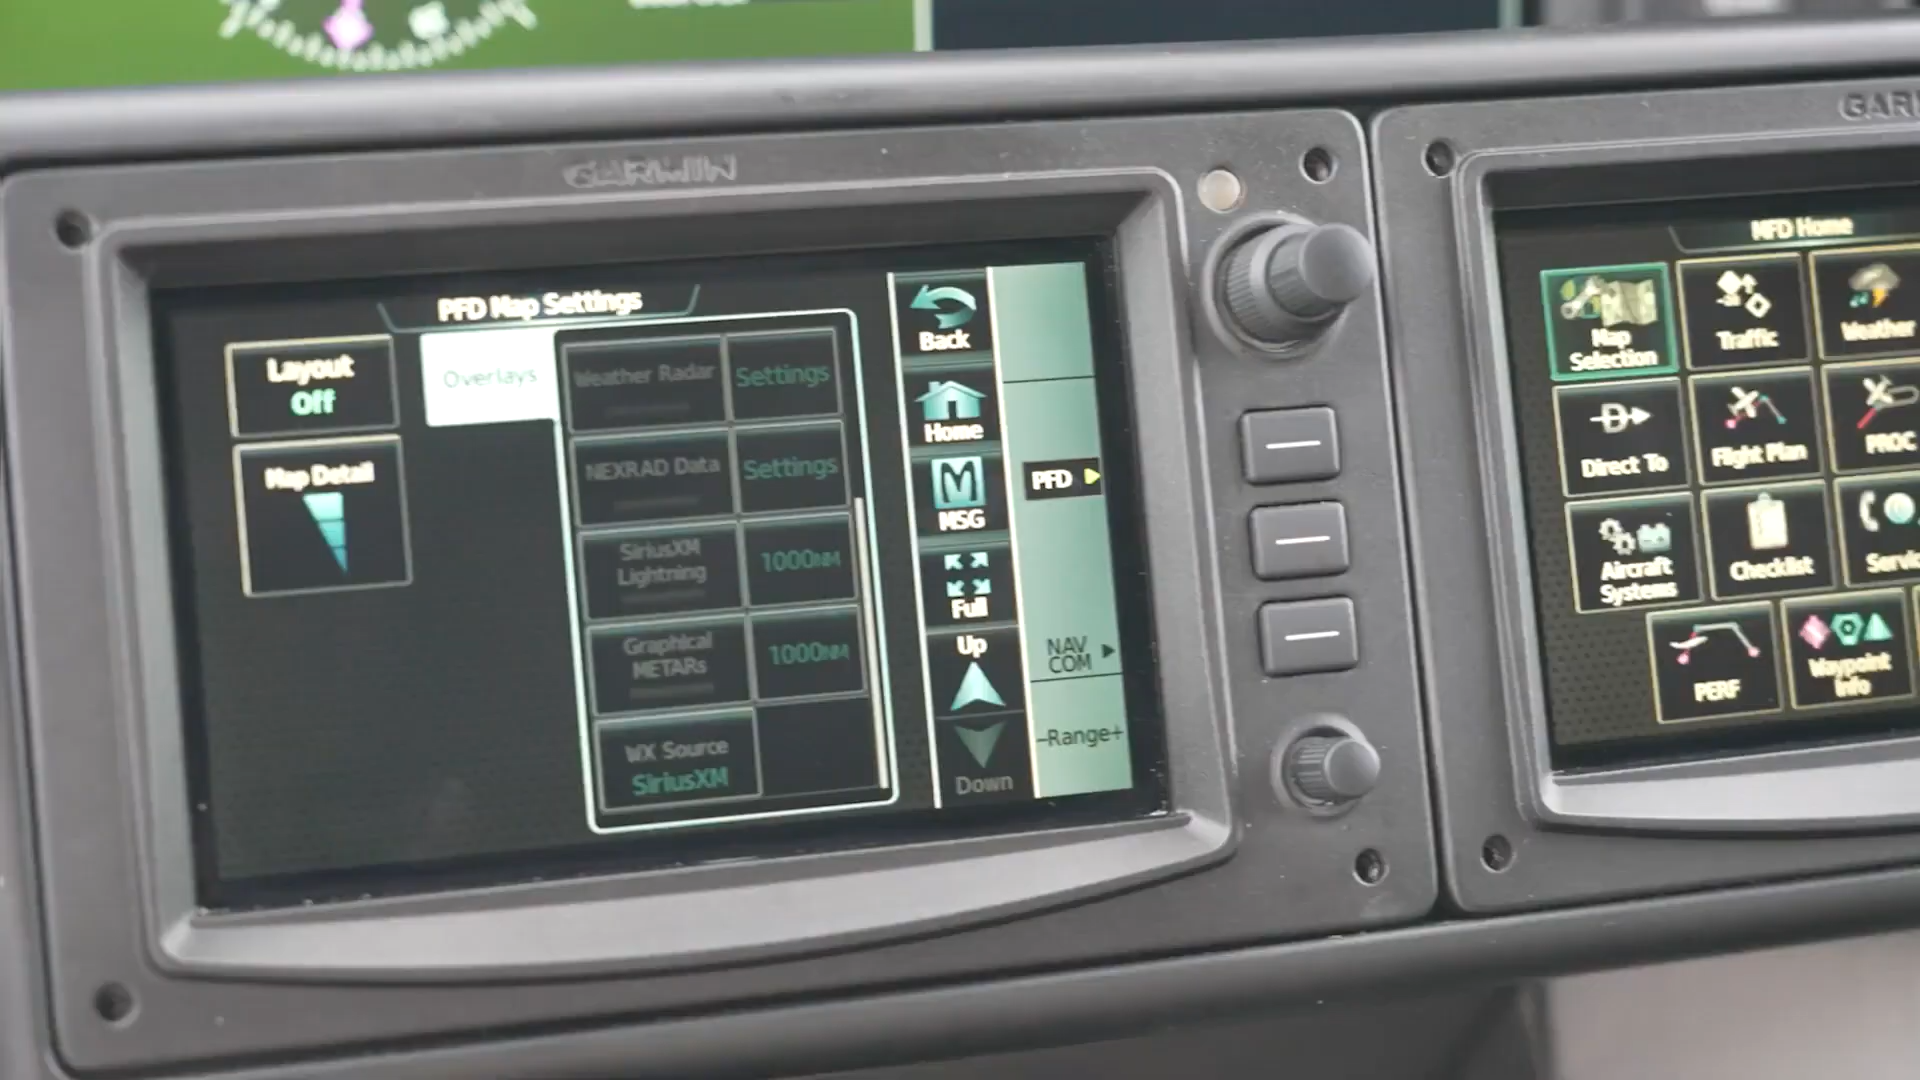 GARMIN
PFD Map Settings
Layout
Off
Map Detail
Overlays
Weather Radar
Settings
NEXRAD Data
Settings
SiriusXM
Lightning
1000NM
Graphical
METARs
1000NM
WX Source
SiriusXM
Back
Home
MSG
Full
Up
Down
PFD
NAV
COM
-Range+
GAR
MFD Home
Map
Selection
Traffic
Weather
Direct To
Flight Plan
PROC
Aircraft
Systems
Checklist
Servic
PERF
Waypoint
Info